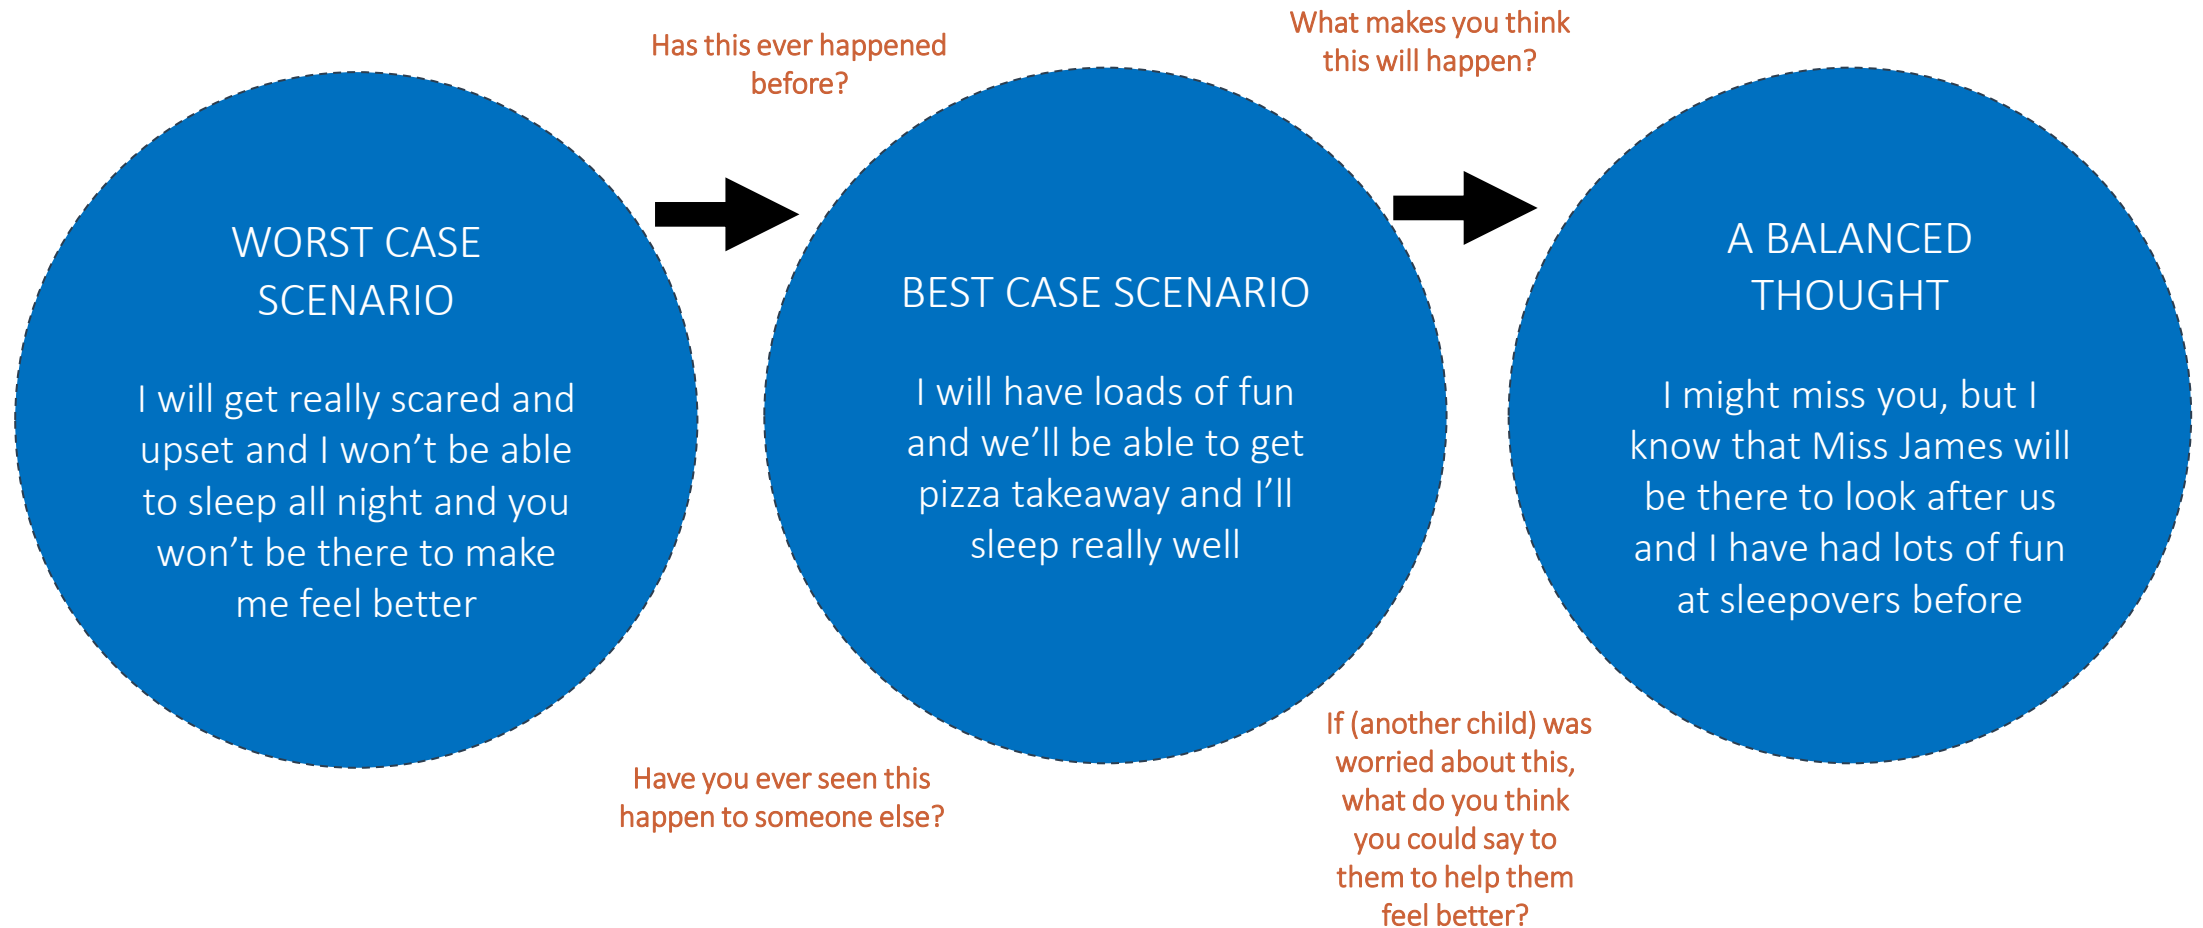 Has this ever happened
before?
What makes you think
this will happen?
WORST CASE
SCENARIO
I will get really scared and
upset and I won’t be able
to sleep all night and you
won’t be there to make
me feel better
BEST CASE SCENARIO
I will have loads of fun
and we’ll be able to get
pizza takeaway and I’ll
sleep really well
A BALANCED
THOUGHT
I might miss you, but I
know that Miss James will
be there to look after us
and I have had lots of fun
at sleepovers before
Have you ever seen this
happen to someone else?
If (another child) was
worried about this,
what do you think
you could say to
them to help them
feel better?